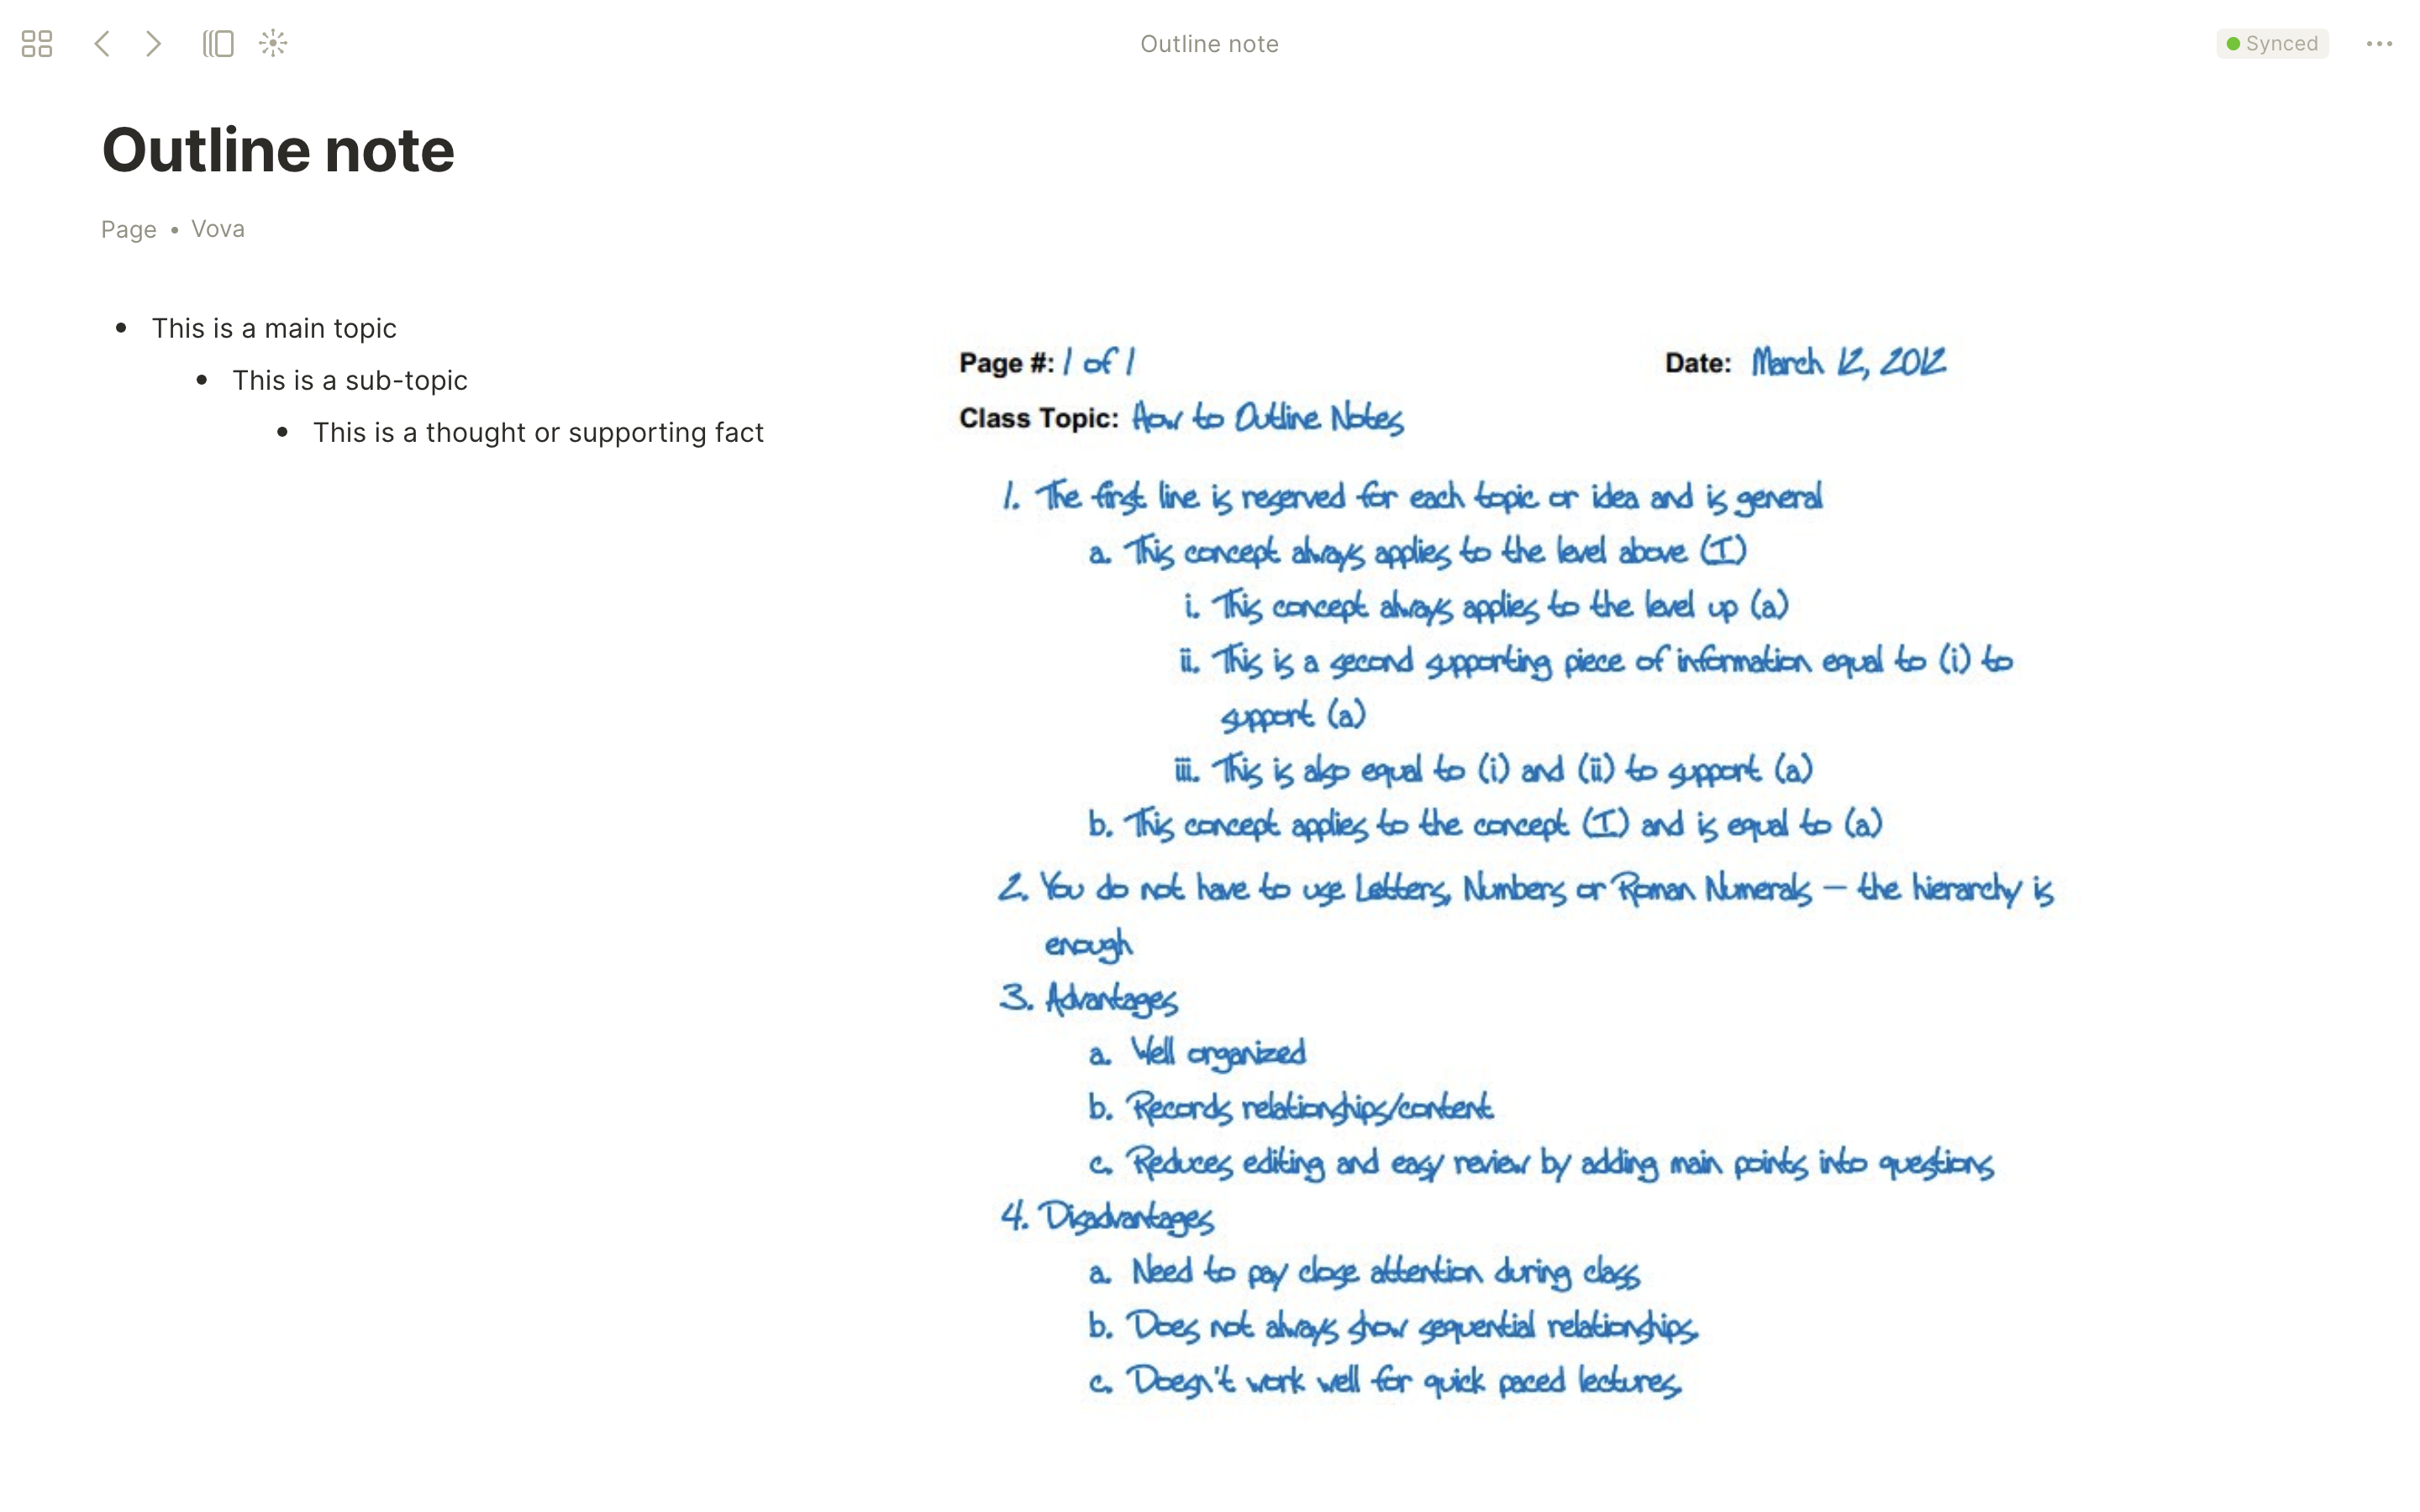 Outline note
Synced
Outline note
Page • Vova
• This is a main topic
• This is a sub-topic
• This is a thought or supporting fact
Page #: 1 of 1
Date: March 12, 2012
Class Topic: How to Outline Notes
1. The first line is reserved for each topic or idea and is general
a. This concept always applies to the level above (I)
i. This concept always applies to the level up (a)
ii. This is a second supporting piece of information equal to (i) to
support (a)
iii. This is also equal to (i) and (ii) to support (a)
b. This concept applies to the concept (I) and is equal to (a)
2. You do not have to use Letters, Numbers or Roman Numerals – the hierarchy is
enough
3. Advantages
a. Well organized
b. Records relationships/content
c. Reduces editing and easy review by adding main points into questions
4. Disadvantages
a. Need to pay close attention during class
b. Does not always show sequential relationships.
c. Doesn't work well for quick paced lectures.